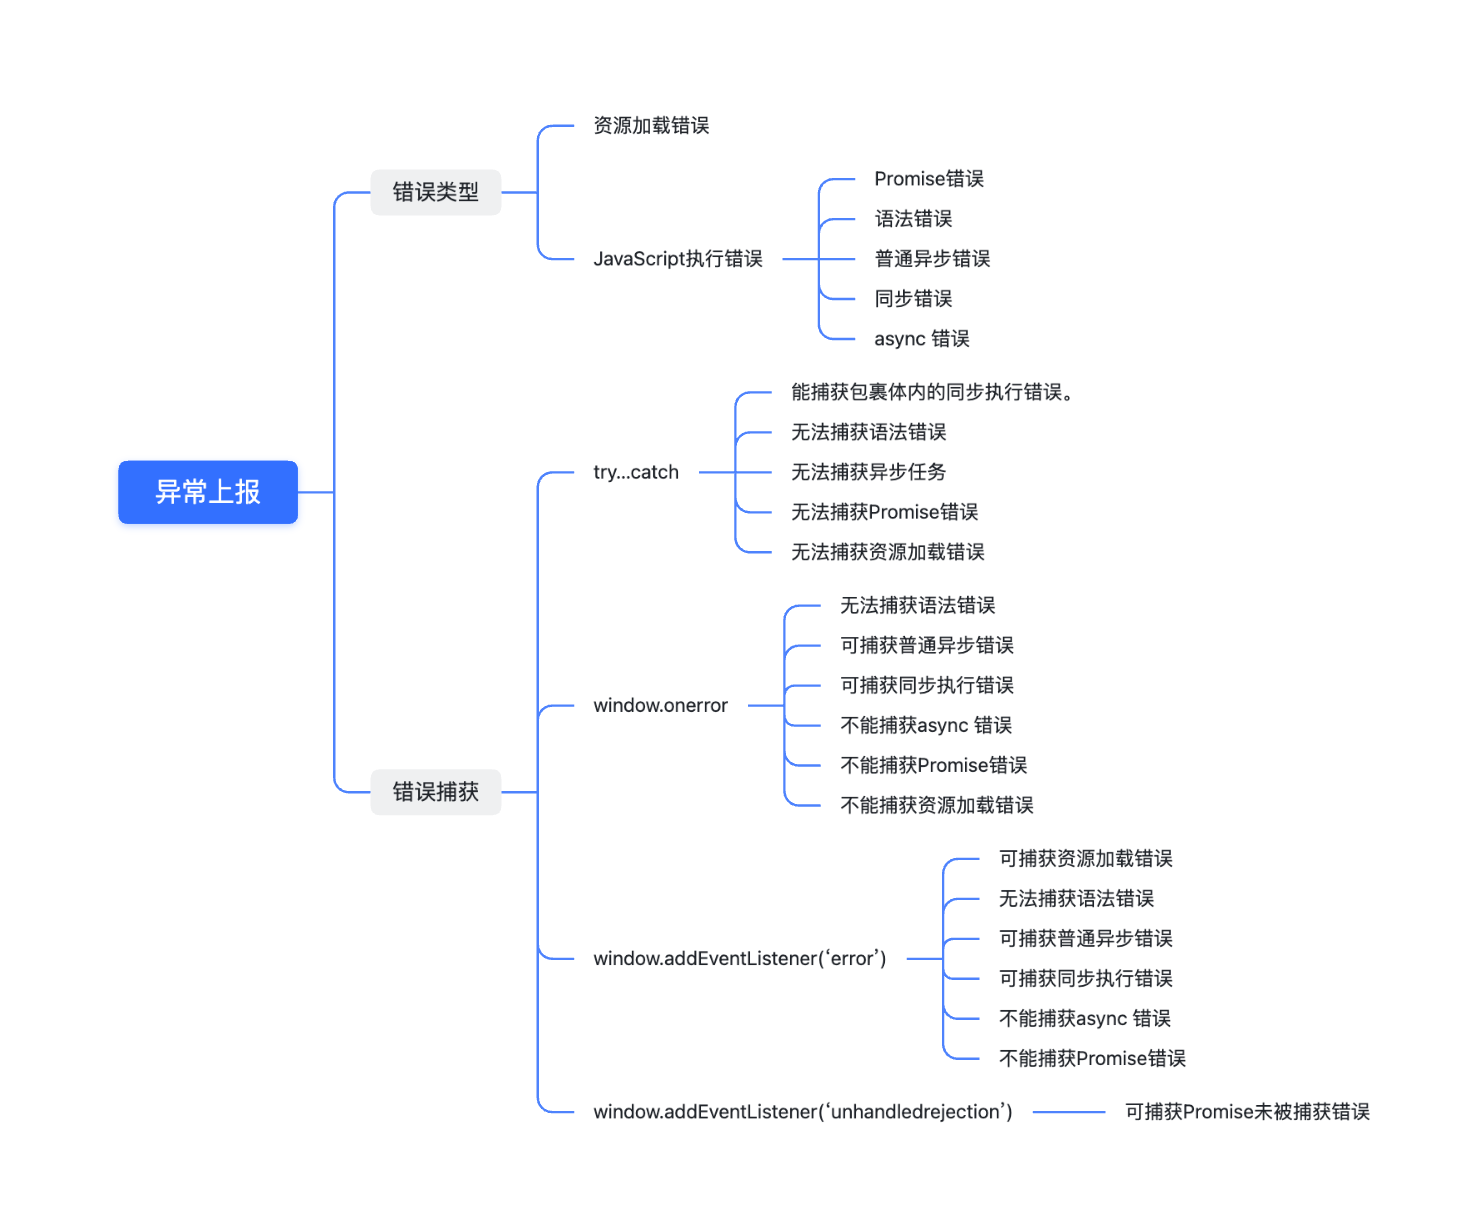 异常上报
错误类型
资源加载错误
JavaScript执行错误
Promise错误
语法错误
普通异步错误
同步错误
async 错误
错误捕获
try...catch
能捕获包裹体内的同步执行错误。
无法捕获语法错误
无法捕获异步任务
无法捕获Promise错误
无法捕获资源加载错误
window.onerror
无法捕获语法错误
可捕获普通异步错误
可捕获同步执行错误
不能捕获async 错误
不能捕获Promise错误
不能捕获资源加载错误
window.addEventListener(‘error’)
可捕获资源加载错误
无法捕获语法错误
可捕获普通异步错误
可捕获同步执行错误
不能捕获async 错误
不能捕获Promise错误
window.addEventListener(‘unhandledrejection’)
可捕获Promise未被捕获错误